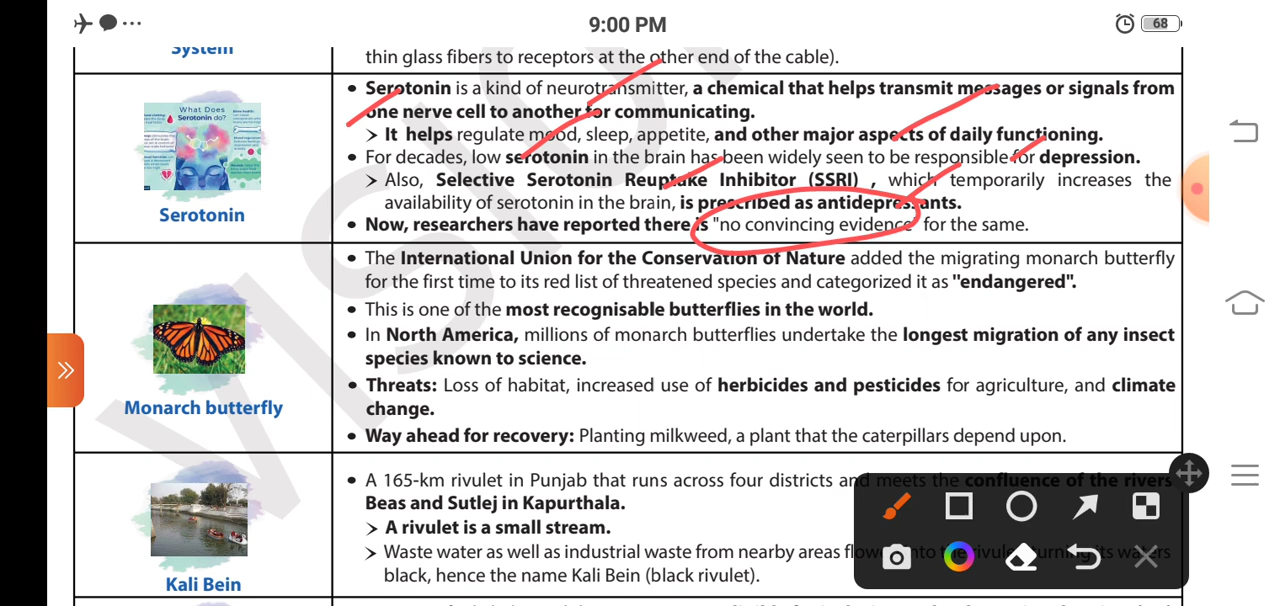 9:00 PM
68
System
thin glass fibers to receptors at the other end of the cable).
What Does
Serotonin do?
Serotonin
• Serotonin is a kind of neurotransmitter, a chemical that helps transmit messages or signals from
one nerve cell to another for communicating.
➢ It helps regulate mood, sleep, appetite, and other major aspects of daily functioning.
• For decades, low serotonin in the brain has been widely seen to be responsible for depression.
➢ Also, Selective Serotonin Reuptake Inhibitor (SSRI) , which temporarily increases the
availability of serotonin in the brain, is prescribed as antidepressants.
• Now, researchers have reported there is "no convincing evidence" for the same.
Monarch butterfly
• The International Union for the Conservation of Nature added the migrating monarch butterfly
for the first time to its red list of threatened species and categorized it as "endangered".
• This is one of the most recognisable butterflies in the world.
• In North America, millions of monarch butterflies undertake the longest migration of any insect
species known to science.
• Threats: Loss of habitat, increased use of herbicides and pesticides for agriculture, and climate
change.
• Way ahead for recovery: Planting milkweed, a plant that the caterpillars depend upon.
Kali Bein
• A 165-km rivulet in Punjab that runs across four districts and meets the confluence of the rivers
Beas and Sutlej in Kapurthala.
➢ A rivulet is a small stream.
➢ Waste water as well as industrial waste from nearby areas flowed into the rivulet, turning its waters
black, hence the name Kali Bein (black rivulet).